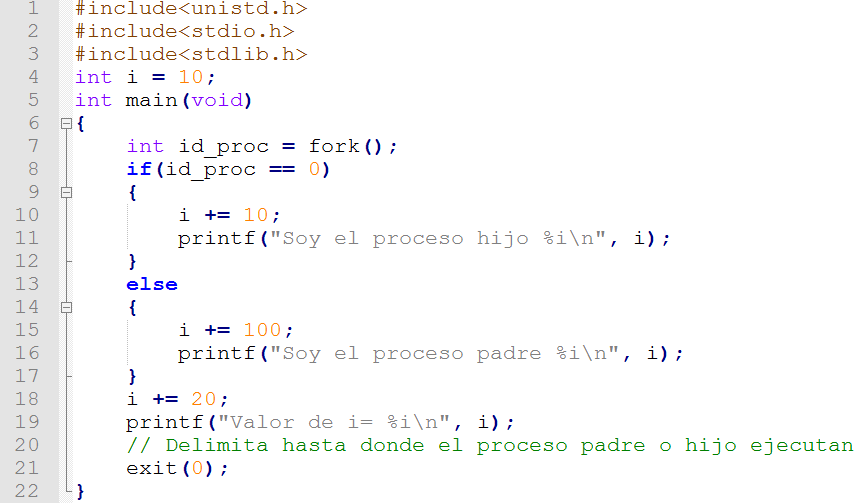 1 #include<unistd.h>
2 #include<stdio.h>
3 #include<stdlib.h>
4 int i = 10;
5 int main(void)
6 {
7     int id_proc = fork();
8     if(id_proc == 0)
9     {
10         i += 10;
11         printf("Soy el proceso hijo %i\n", i);
12     }
13     else
14     {
15         i += 100;
16         printf("Soy el proceso padre %i\n", i);
17     }
18     i += 20;
19     printf("Valor de i= %i\n", i);
20     // Delimita hasta donde el proceso padre o hijo ejecutan
21     exit(0);
22 }